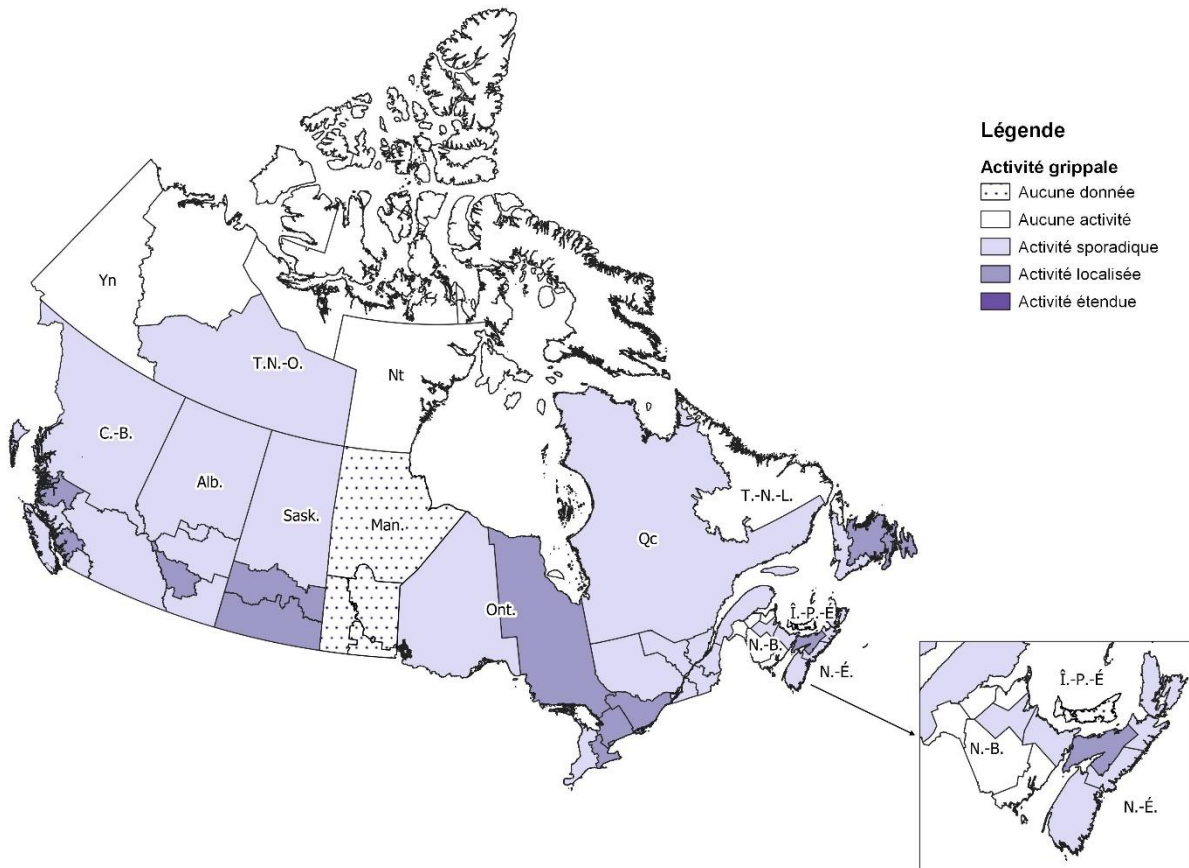 Légende
Activité grippale
Aucune donnée
Aucune activité
Activité sporadique
Activité localisée
Activité étendue
Yn
T.N.-O.
Nt
C.-B.
Alb.
Sask.
Man.
Ont.
Qc
T.-N.-L.
Î.-P.-É
N.-B.
N.-É.
Î.-P.-É
N.-B.
N.-É.